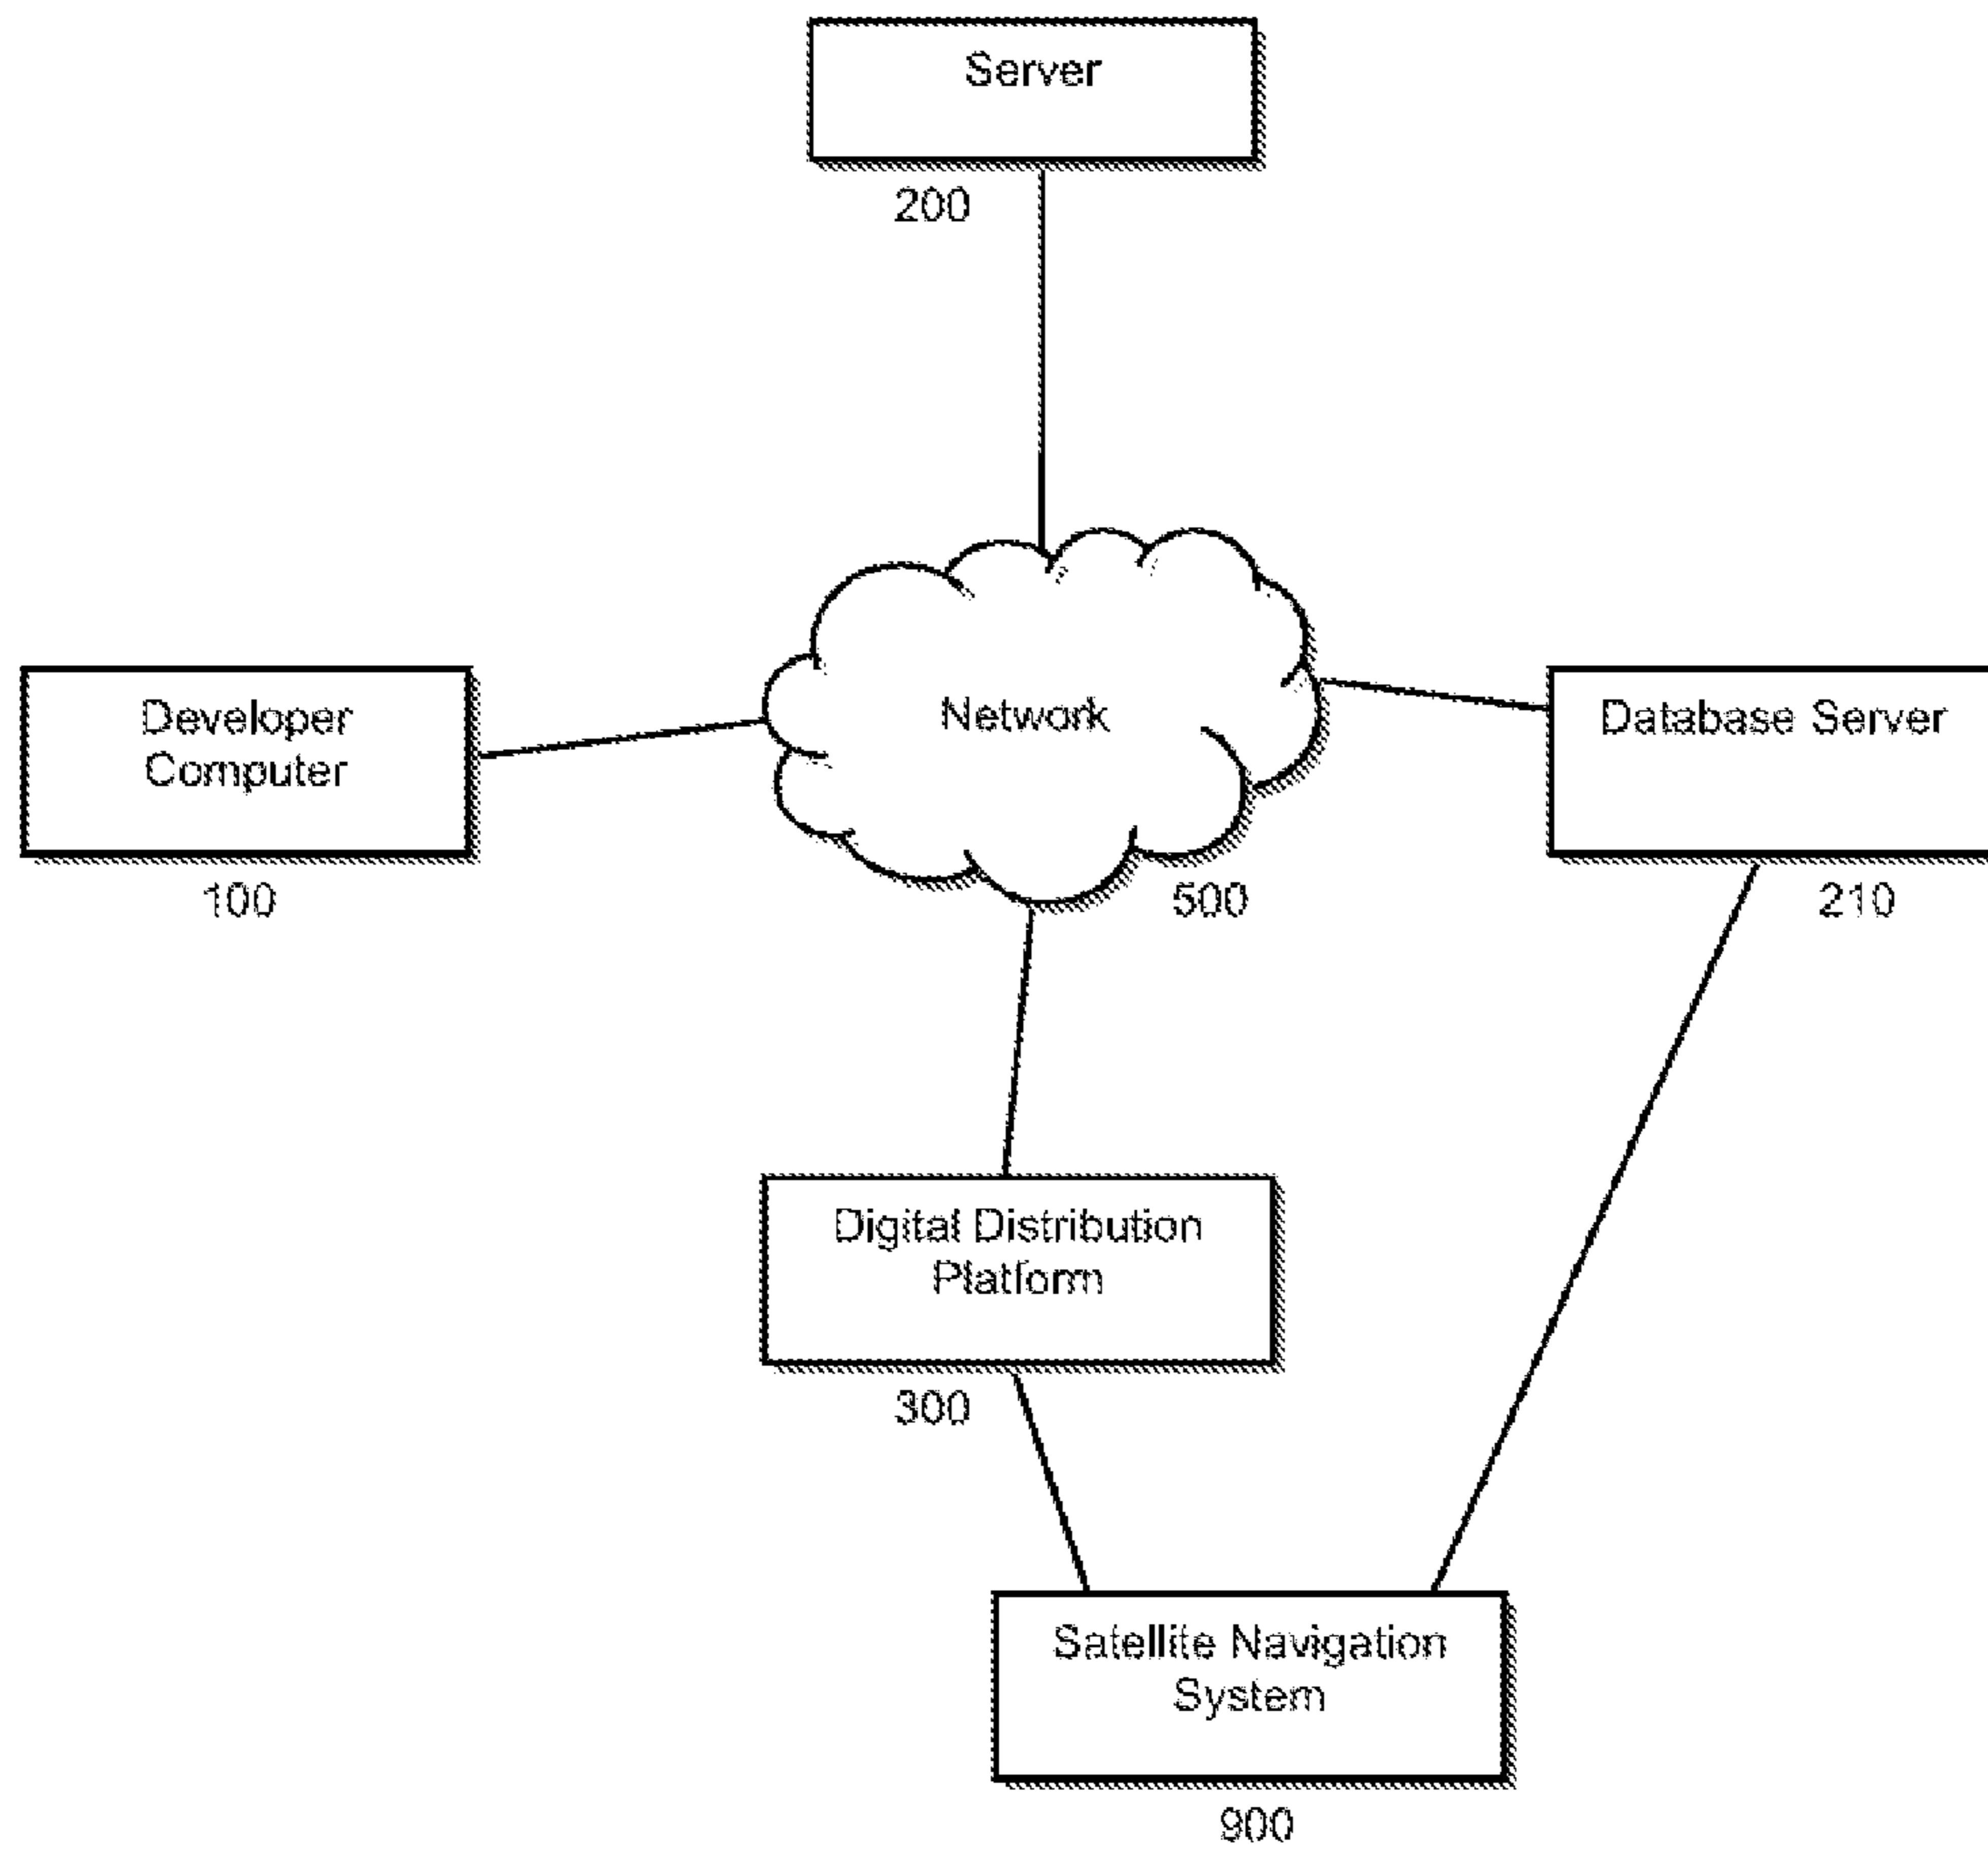 Server
200
Network
Developer
Computer
Database Server
100
500
210
Digital Distribution
Platform
300
Satellite Navigation
System
900